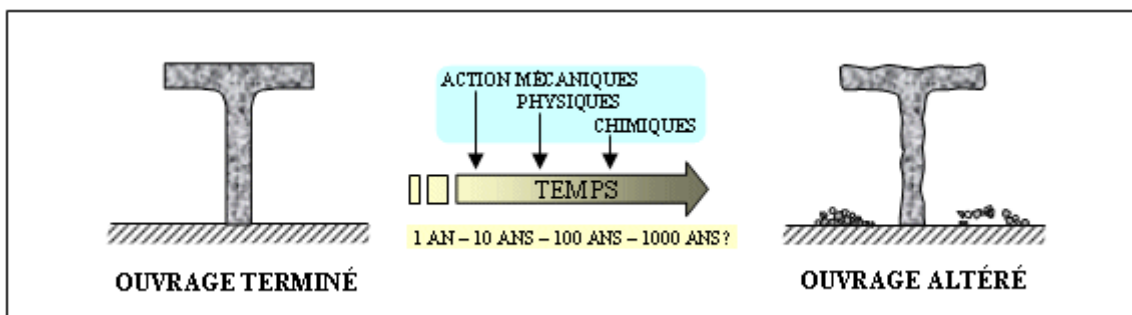 ACTION MÉCANIQUES
PHYSIQUES
CHIMIQUES
TEMPS
1 AN – 10 ANS – 100 ANS – 1000 ANS ?
OUVRAGE TERMINÉ
OUVRAGE ALTÉRÉ